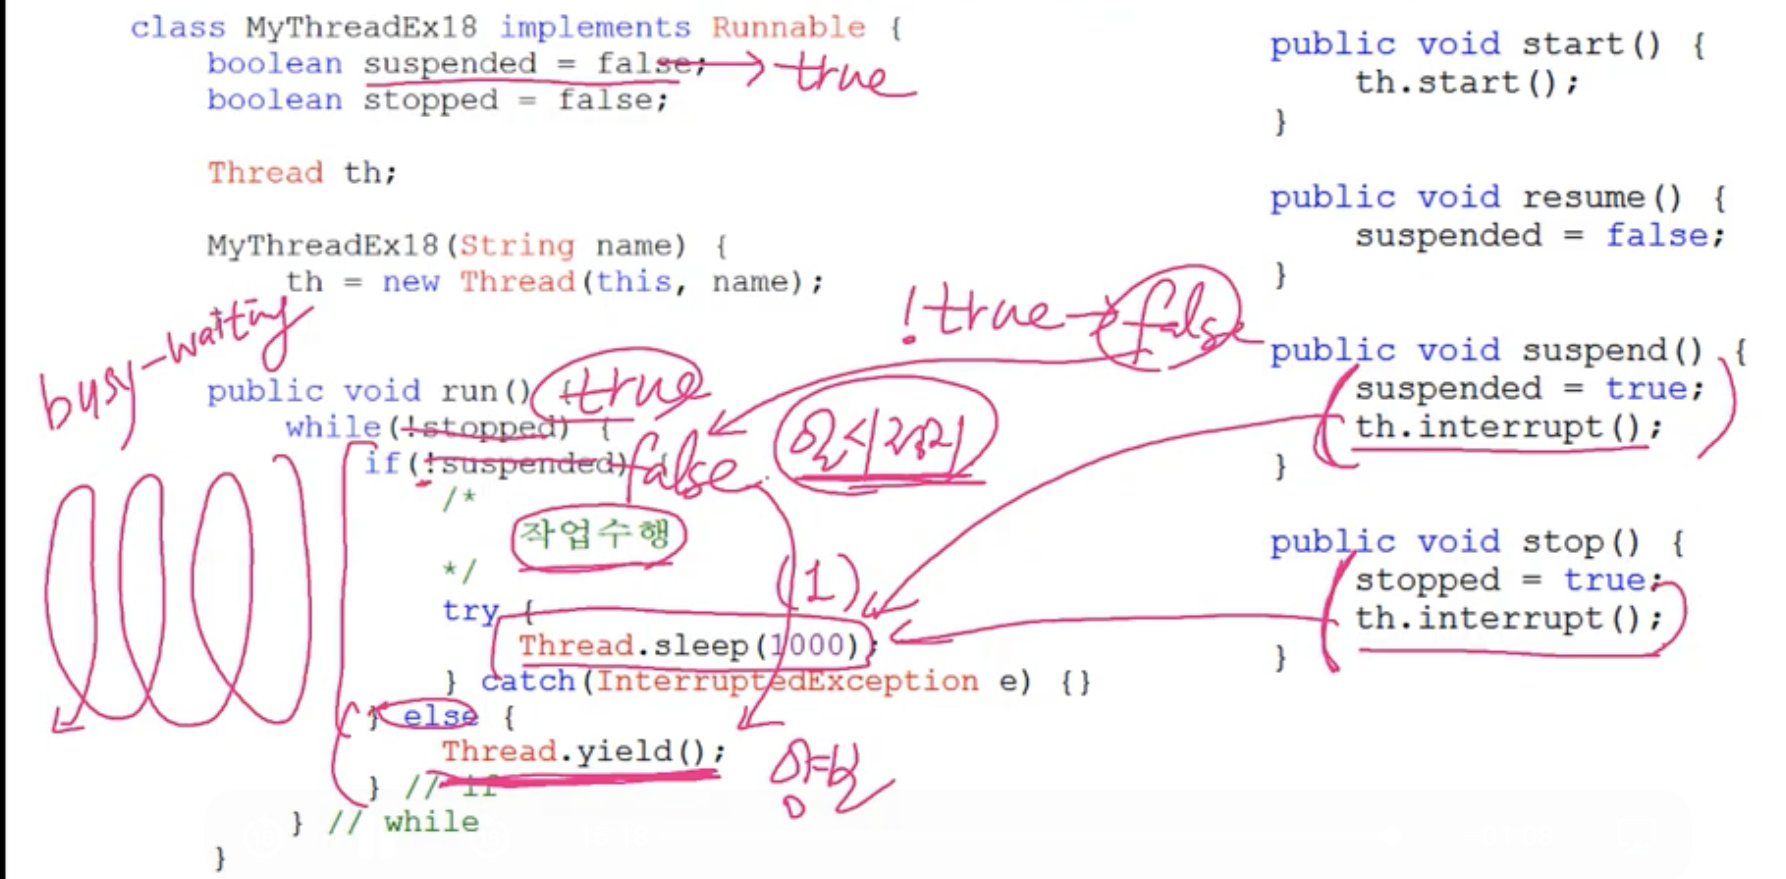 class MyThreadEx18 implements Runnable {
boolean suspended = false; → true
boolean stopped = false;
Thread th;
MyThreadEx18(String name) {
th = new Thread(this, name);
busy-waiting
!true → false
public void run() { true
while(!stopped) {
if(!suspended) { false
/*
작업수행
*/
(1)
try {
Thread.sleep(1000);
} catch(InterruptedException e) {}
} else {
Thread.yield();
양보
} // if
} // while
}
public void start() {
th.start();
}
public void resume() {
suspended = false;
}
public void suspend() {
suspended = true;
th.interrupt();
}
public void stop() {
stopped = true;
th.interrupt();
}